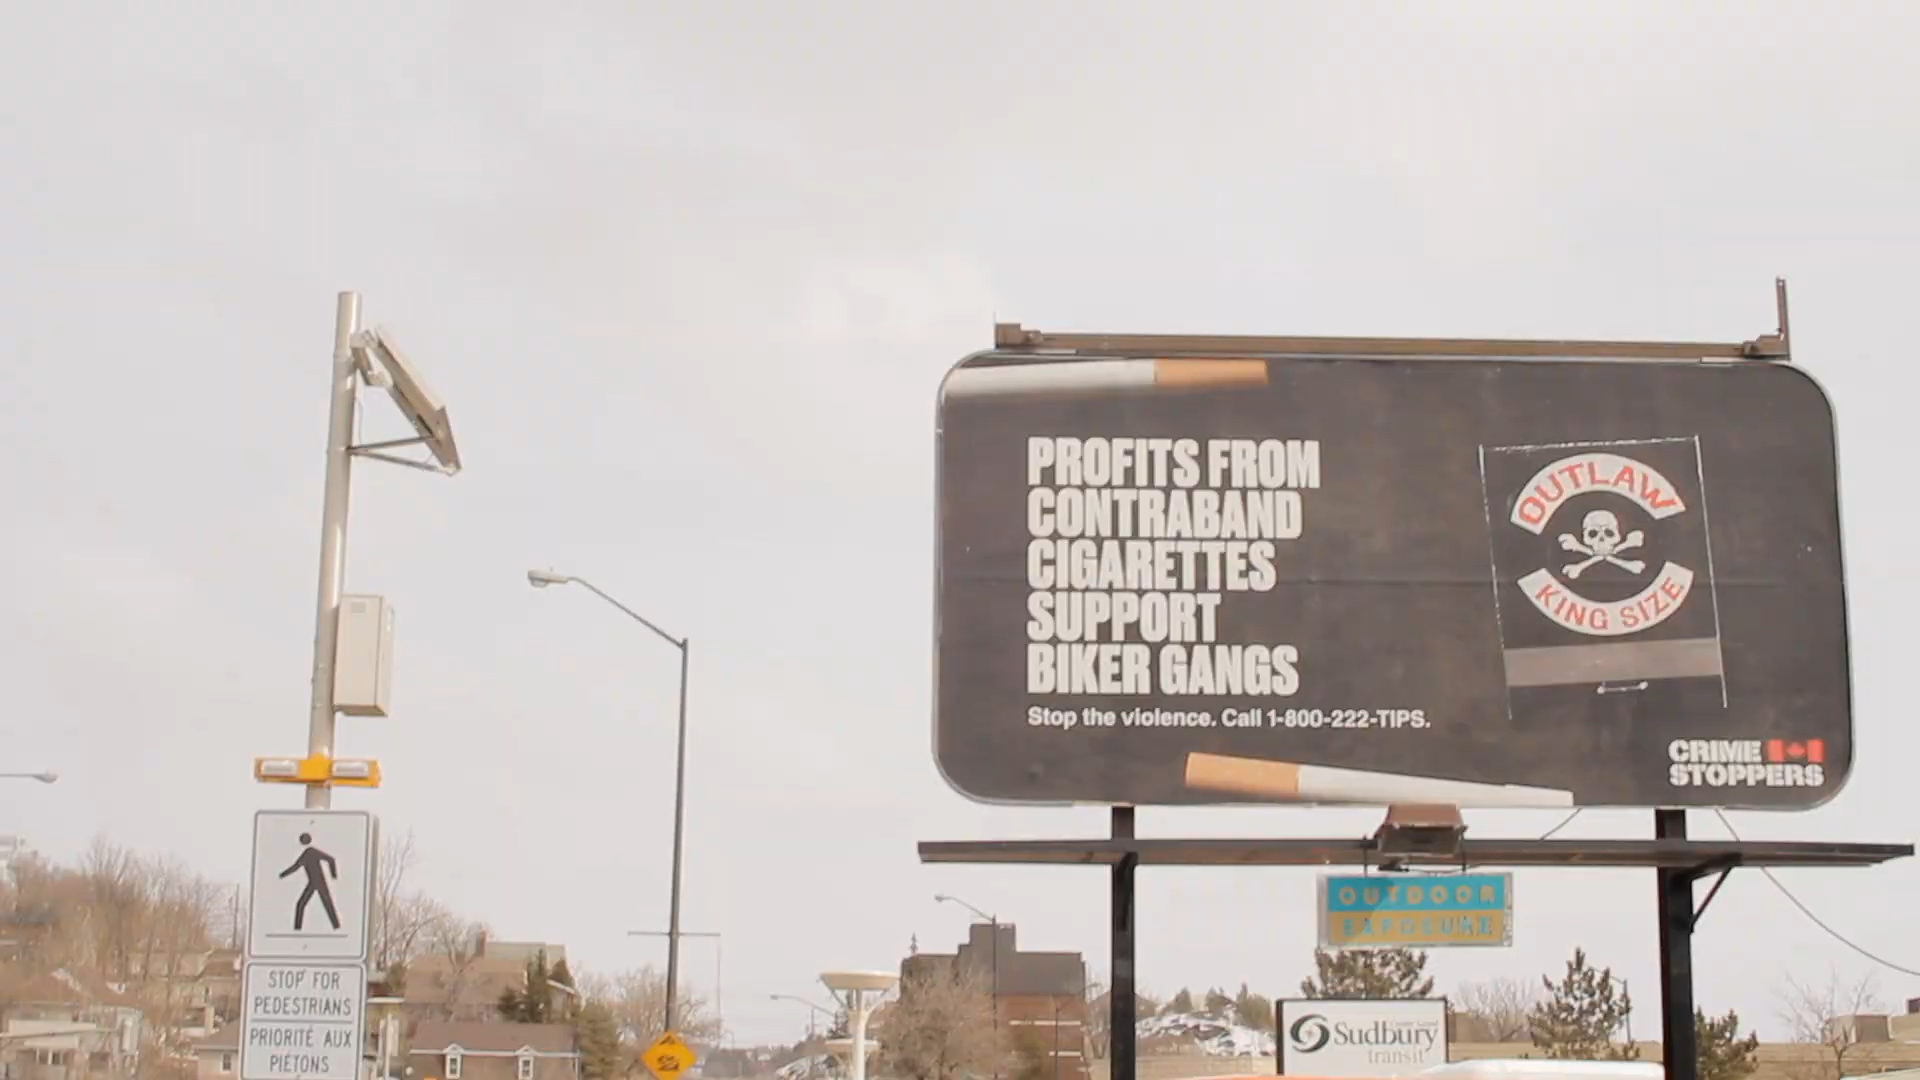 PROFITS FROM
CONTRABAND
CIGARETTES
SUPPORT
BIKER GANGS
Stop the violence. Call 1-800-222-TIPS.
OUTLAW
KING SIZE
CRIME
STOPPERS
OUTDOOR
EXPOSURE
Sudbury
transit
STOP FOR
PEDESTRIANS
PRIORITÉ AUX
PIÉTONS